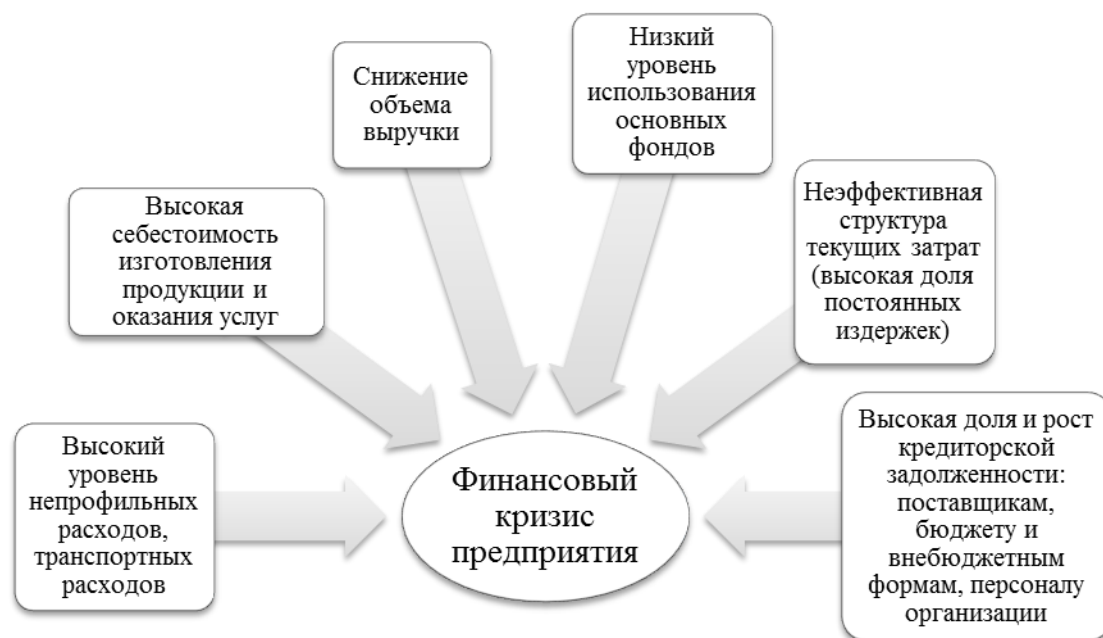 Высокий
уровень
непрофильных
расходов,
транспортных
расходов
Высокая
себестоимость
изготовления
продукции и
оказания услуг
Снижение
объема
выручки
Низкий
уровень
использования
основных
фондов
Неэффективная
структура
текущих затрат
(высокая доля
постоянных
издержек)
Высокая доля и рост
кредиторской
задолженности:
поставщикам,
бюджету и
внебюджетным
формам, персоналу
организации
Финансовый
кризис
предприятия